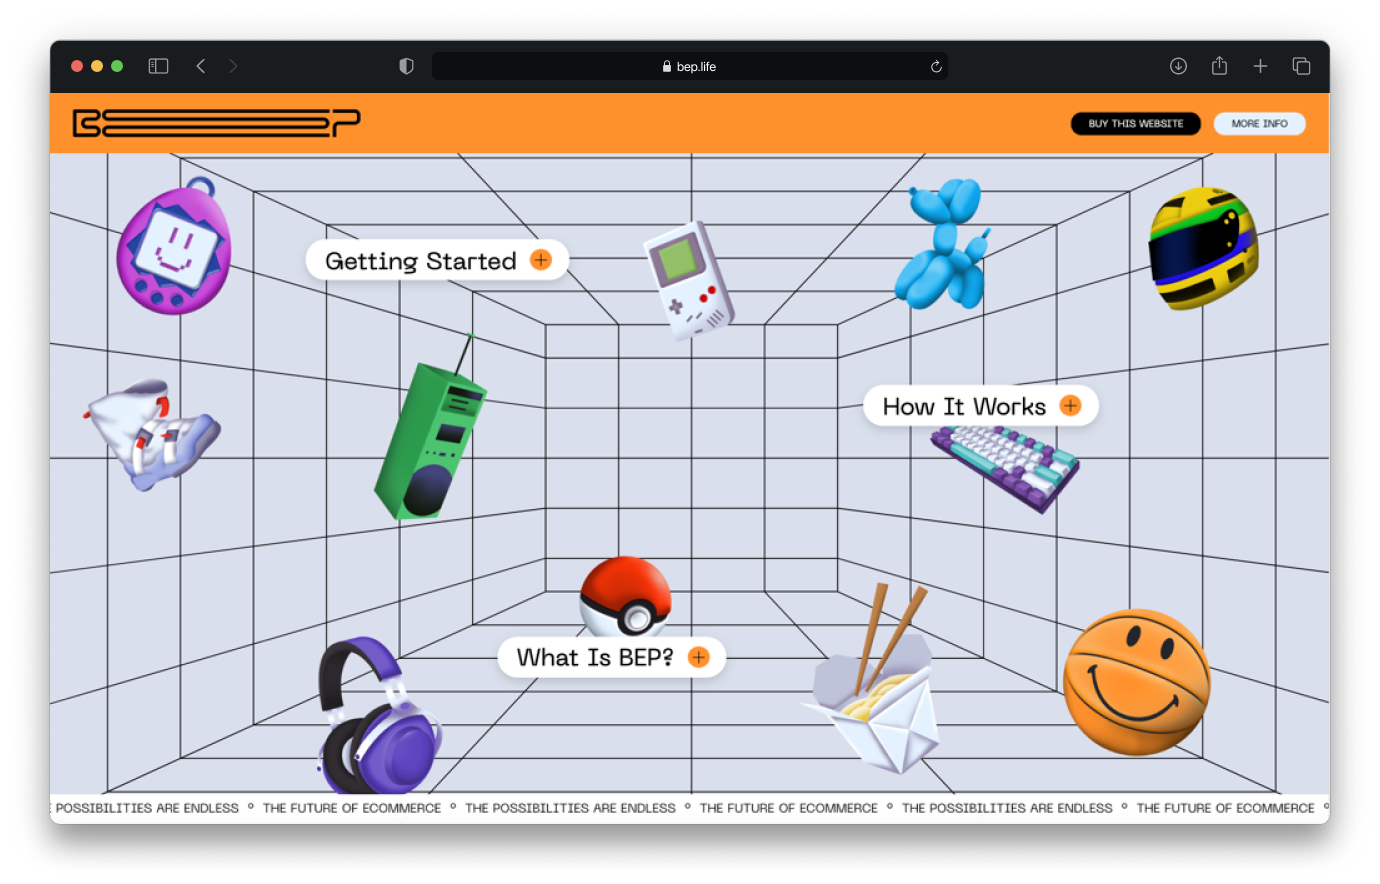 bep.life
BEP
BUY THIS WEBSITE
MORE INFO
Getting Started
How It Works
What Is BEP?
POSSIBILITIES ARE ENDLESS ° THE FUTURE OF ECOMMERCE ° THE POSSIBILITIES ARE ENDLESS ° THE FUTURE OF ECOMMERCE ° THE POSSIBILITIES ARE ENDLESS ° THE FUTURE OF ECOMMERCE °